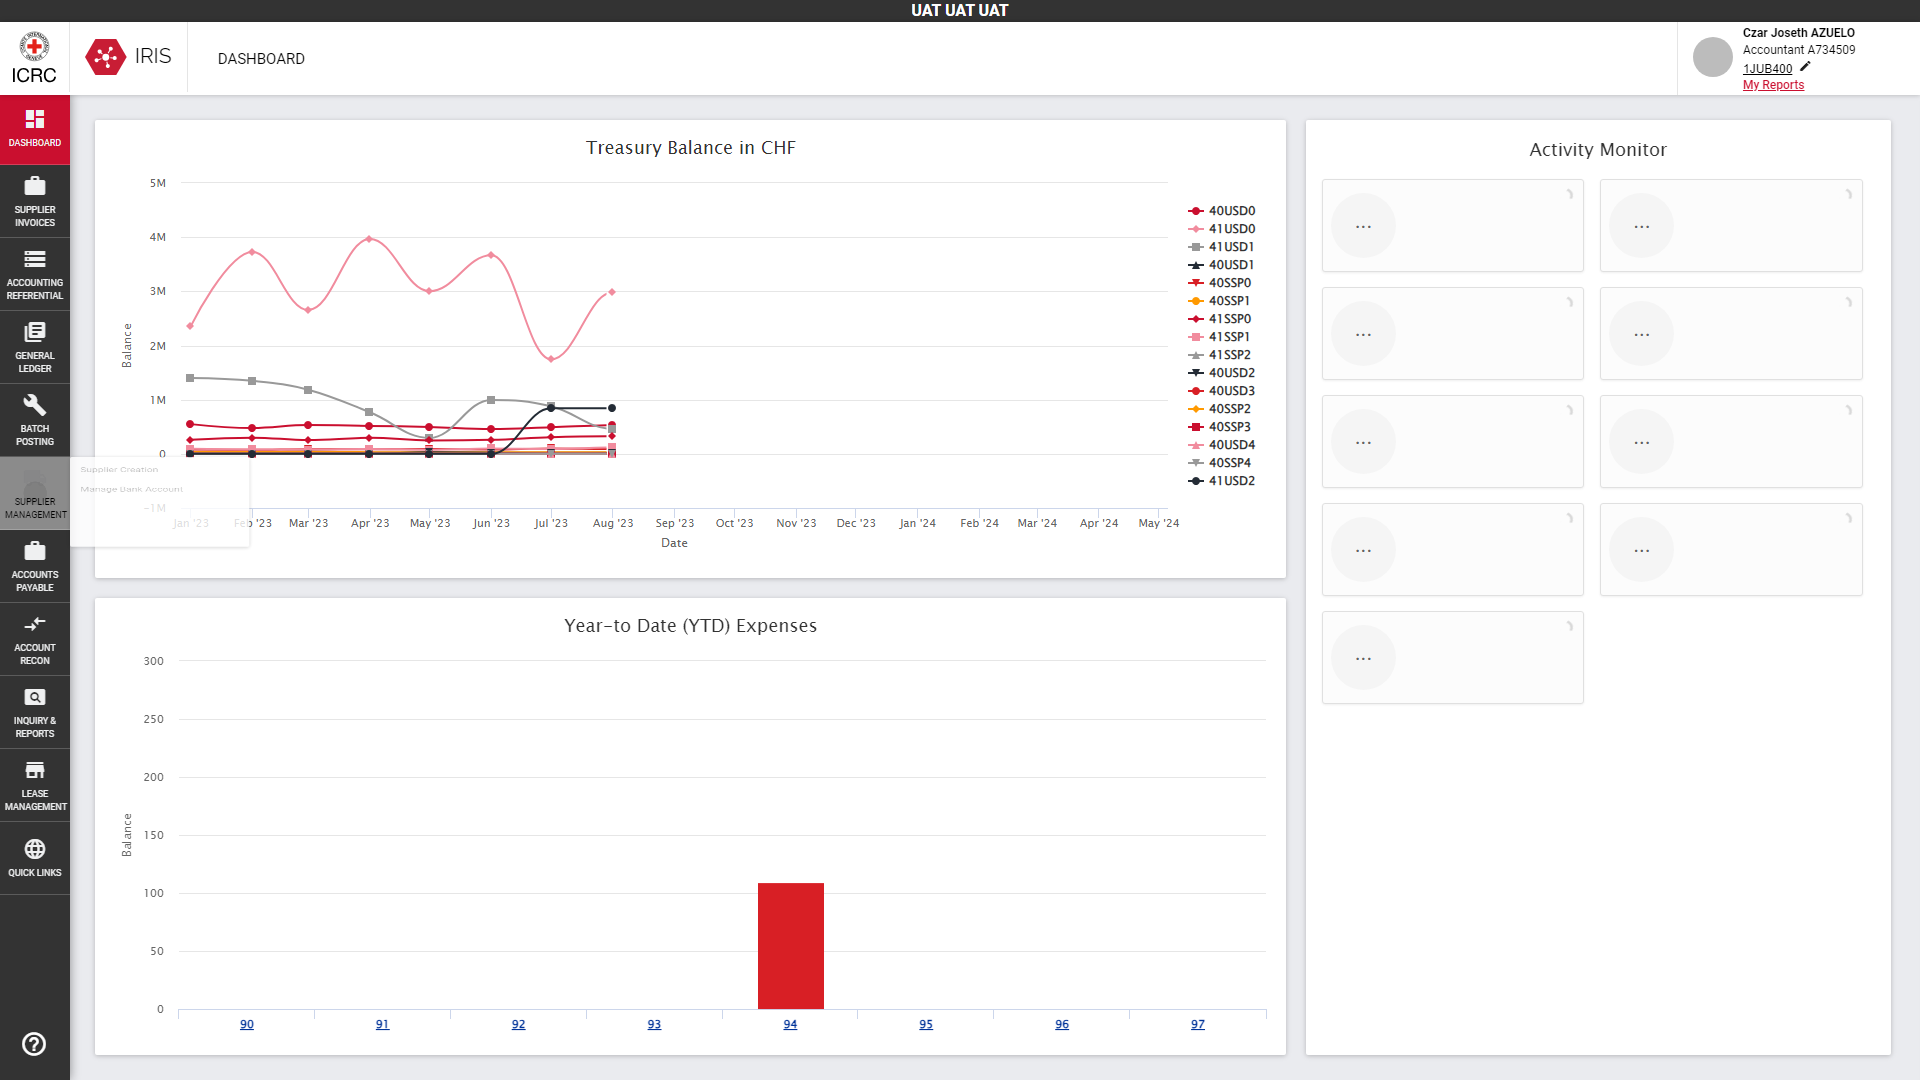 UAT UAT UAT
ICRC
IRIS
DASHBOARD
Czar Joseth AZUELO
Accountant A734509
1JUB400
My Reports
DASHBOARD
SUPPLIER
INVOICES
ACCOUNTING
REFERENTIAL
GENERAL
LEDGER
BATCH
POSTING
SUPPLIER
MANAGEMENT
Supplier Creation
Manage Bank Account
ACCOUNTS
PAYABLE
ACCOUNT
RECON
INQUIRY &
REPORTS
LEASE
MANAGEMENT
QUICK LINKS
Treasury Balance in CHF
5M
4M
3M
2M
1M
0
-1M
Balance
Jan '23 Feb '23 Mar '23 Apr '23 May '23 Jun '23 Jul '23 Aug '23 Sep '23 Oct '23 Nov '23 Dec '23 Jan '24 Feb '24 Mar '24 Apr '24 May '24
Date
40USD0
41USD0
41USD1
40USD1
40SSP0
40SSP1
41SSP0
41SSP1
41SSP2
40USD2
40USD3
40SSP2
40SSP3
40USD4
40SSP4
41USD2
Year-to Date (YTD) Expenses
300
250
200
150
100
50
0
Balance
90 91 92 93 94 95 96 97
Activity Monitor
... ...
... ...
... ...
... ...
...